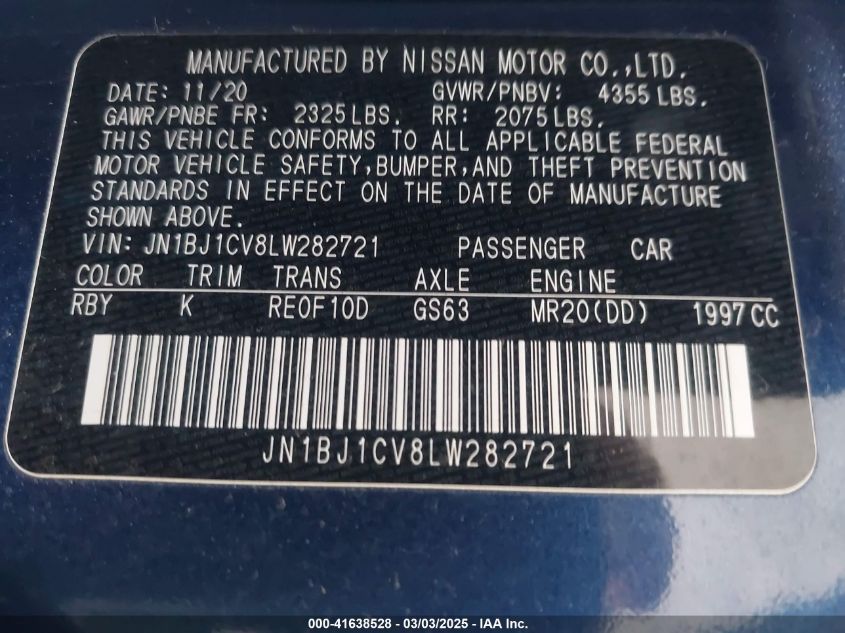 MANUFACTURED BY NISSAN MOTOR CO.,LTD.
DATE: 11/20 GVWR/PNBV: 4355 LBS.
GAWR/PNBE FR: 2325 LBS. RR: 2075 LBS.
THIS VEHICLE CONFORMS TO ALL APPLICABLE FEDERAL
MOTOR VEHICLE SAFETY,BUMPER,AND THEFT PREVENTION
STANDARDS IN EFFECT ON THE DATE OF MANUFACTURE
SHOWN ABOVE.
VIN: JN1BJ1CV8LW282721 PASSENGER CAR
COLOR TRIM TRANS AXLE ENGINE
RBY K RE0F10D GS63 MR20(DD) 1997 CC
JN1BJ1CV8LW282721
000-41638528 - 03/03/2025 - IAA Inc.